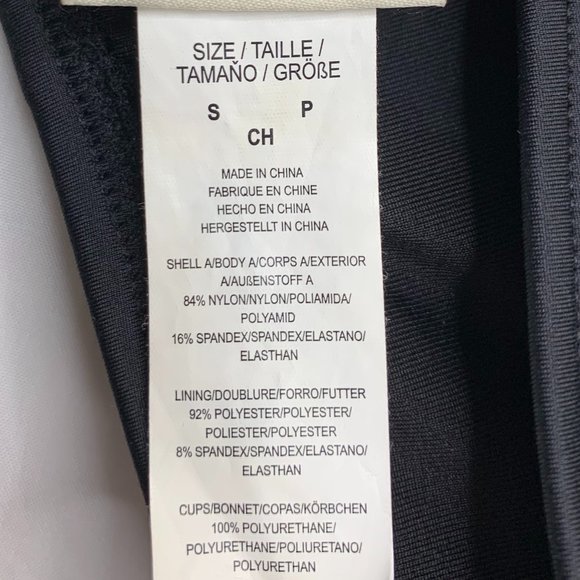 SIZE / TAILLE /
TAMAÑO / GRÖßE
S P
CH
MADE IN CHINA
FABRIQUE EN CHINE
HECHO EN CHINA
HERGESTELLT IN CHINA
SHELL A/BODY A/CORPS A/EXTERIOR
A/AUßENSTOFF A
84% NYLON/NYLON/POLIAMIDA/
POLYAMID
16% SPANDEX/SPANDEX/ELASTANO/
ELASTHAN
LINING/DOUBLURE/FORRO/FUTTER
92% POLYESTER/POLYESTER/
POLIESTER/POLYESTER
8% SPANDEX/SPANDEX/ELASTANO/
ELASTHAN
CUPS/BONNET/COPAS/KÖRBCHEN
100% POLYURETHANE/
POLYURETHANE/POLIURETANO/
POLYURETHAN